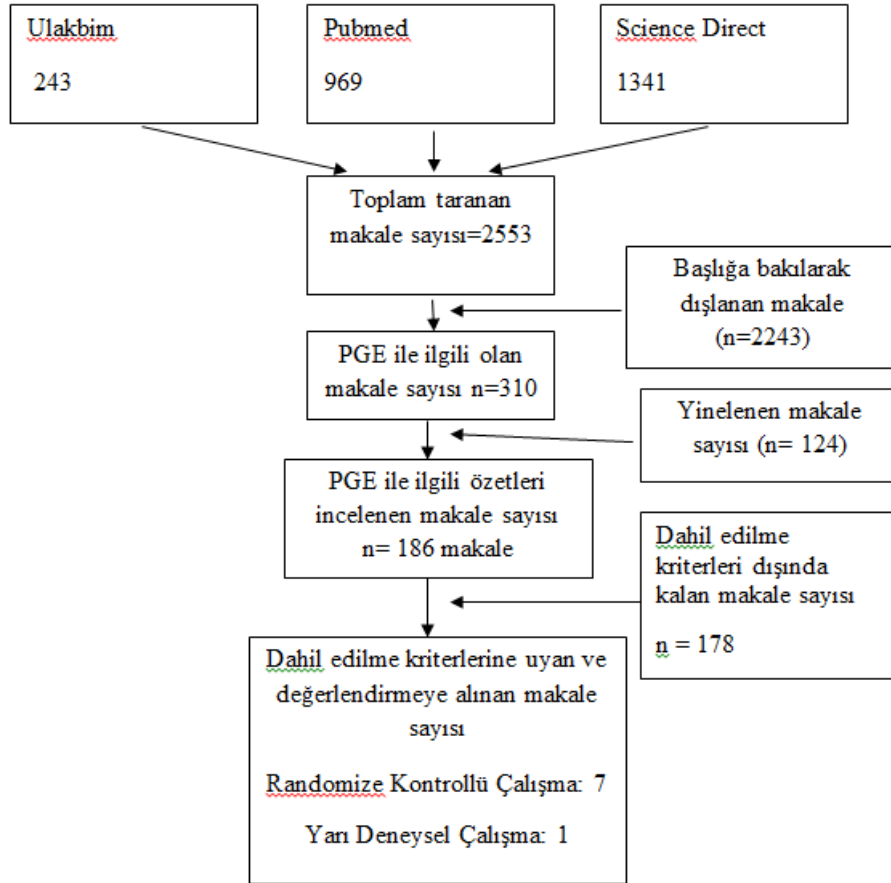 Ulakbim
243
Pubmed
969
Science Direct
1341
Toplam taranan
makale sayısı=2553
Başlığa bakılarak
dışlanan makale
(n=2243)
PGE ile ilgili olan
makale sayısı n=310
Yinelenen makale
sayısı (n= 124)
PGE ile ilgili özetleri
incelenen makale sayısı
n= 186 makale
Dahil edilme
kriterleri dışında
kalan makale sayısı
n = 178
Dahil edilme kriterlerine uyan ve
değerlendirmeye alınan makale
sayısı
Randomize Kontrollü Çalışma: 7
Yarı Deneysel Çalışma: 1